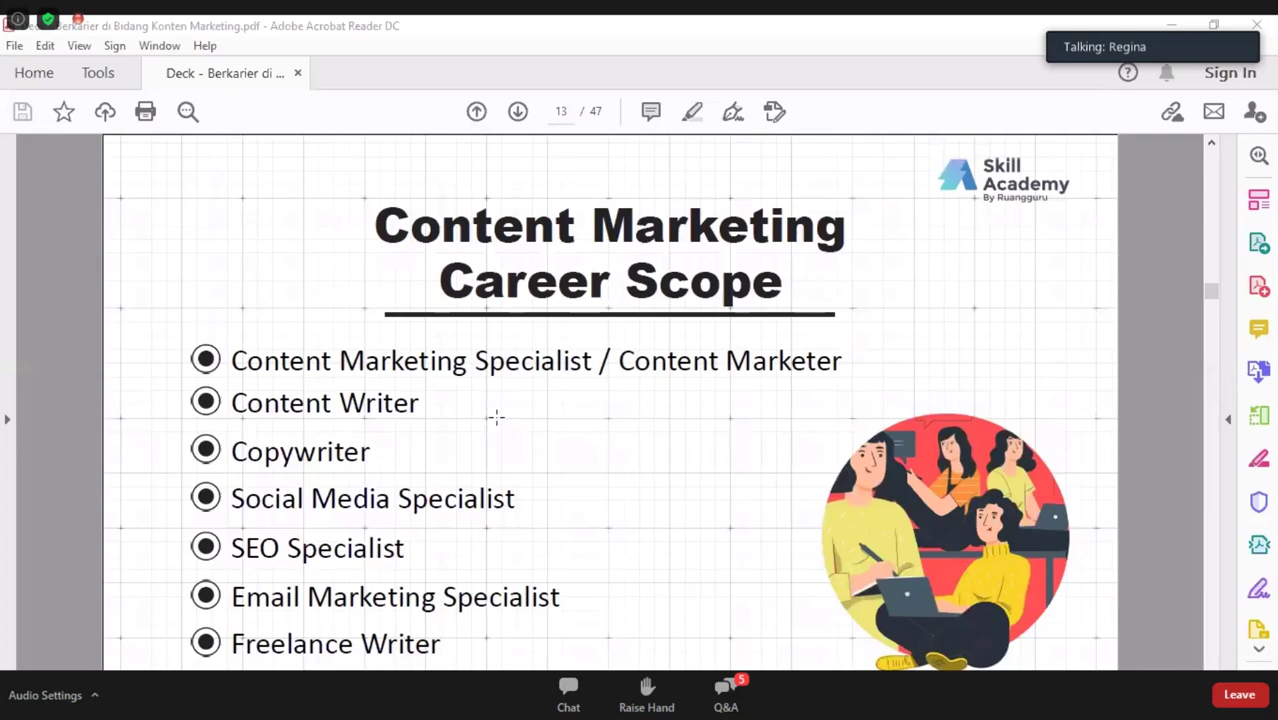 Berkarier di Bidang Konten Marketing.pdf - Adobe Acrobat Reader DC
File Edit View Sign Window Help
Talking: Regina
Home Tools Deck - Berkarier di ... Sign In
13 / 47
Skill
Academy
By Ruangguru
Content Marketing
Career Scope
Content Marketing Specialist / Content Marketer
Content Writer
Copywriter
Social Media Specialist
SEO Specialist
Email Marketing Specialist
Freelance Writer
Audio Settings
Chat
Raise Hand
5
Q&A
Leave